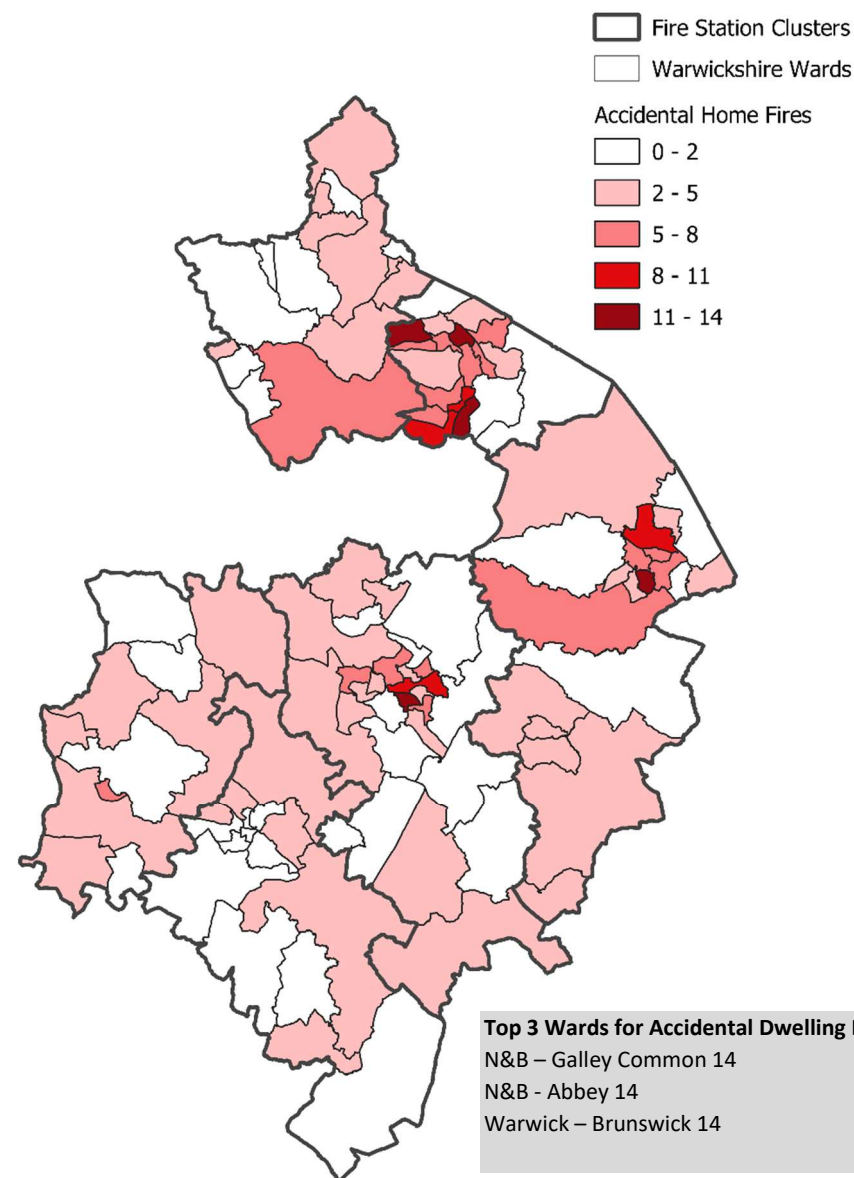 Fire Station Clusters
Warwickshire Wards
Accidental Home Fires
0 - 2
2 - 5
5 - 8
8 - 11
11 - 14
Top 3 Wards for Accidental Dwelling
N&B – Galley Common 14
N&B - Abbey 14
Warwick – Brunswick 14